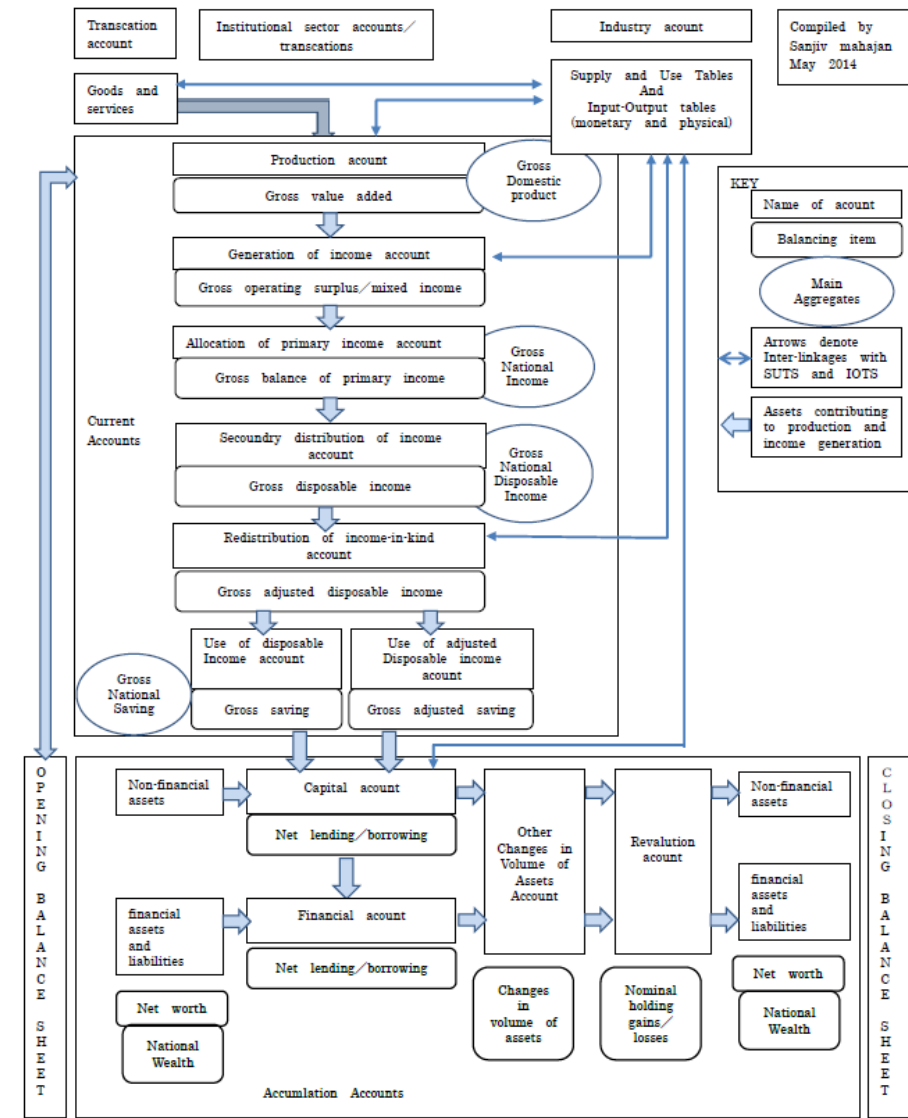 Transcation
account
Institutional sector accounts／
transcations
Industry acount
Compiled by
Sanjiv mahajan
May 2014
Goods and
services
Supply and Use Tables
And
Input-Output tables
(monetary and physical)
Production acount
Gross value added
Gross
Domestic
product
Generation of income account
Gross operating surplus／mixed income
Allocation of primary income account
Gross balance of primary income
Gross
National
Income
Current
Accounts
Secoundry distribution of income
account
Gross disposable income
Gross
National
Disposable
Income
Redistribution of income-in-kind
account
Gross adjusted disposable income
Use of disposable
Income account
Gross saving
Use of adjusted
Disposable income
acount
Gross adjusted saving
Gross
National
Saving
KEY
Name of acount
Balancing item
Main
Aggregates
Arrows denote
Inter-linkages with
SUTS and IOTS
Assets contributing
to production and
income generation
OPENING BALANCE SHEET
Non-financial
assets
Capital acount
Net lending／borrowing
financial
assets
and
liabilities
Financial acount
Net lending／borrowing
Net worth
National
Wealth
Other
Changes in
Volume of
Assets
Account
Changes
in
volume of
assets
Revalution
acount
Nominal
holding
gains／
losses
Non-financial
assets
financial
assets
and
liabilities
Net worth
National
Wealth
Accumlation Accounts
CLOSING BALANCE SHEET